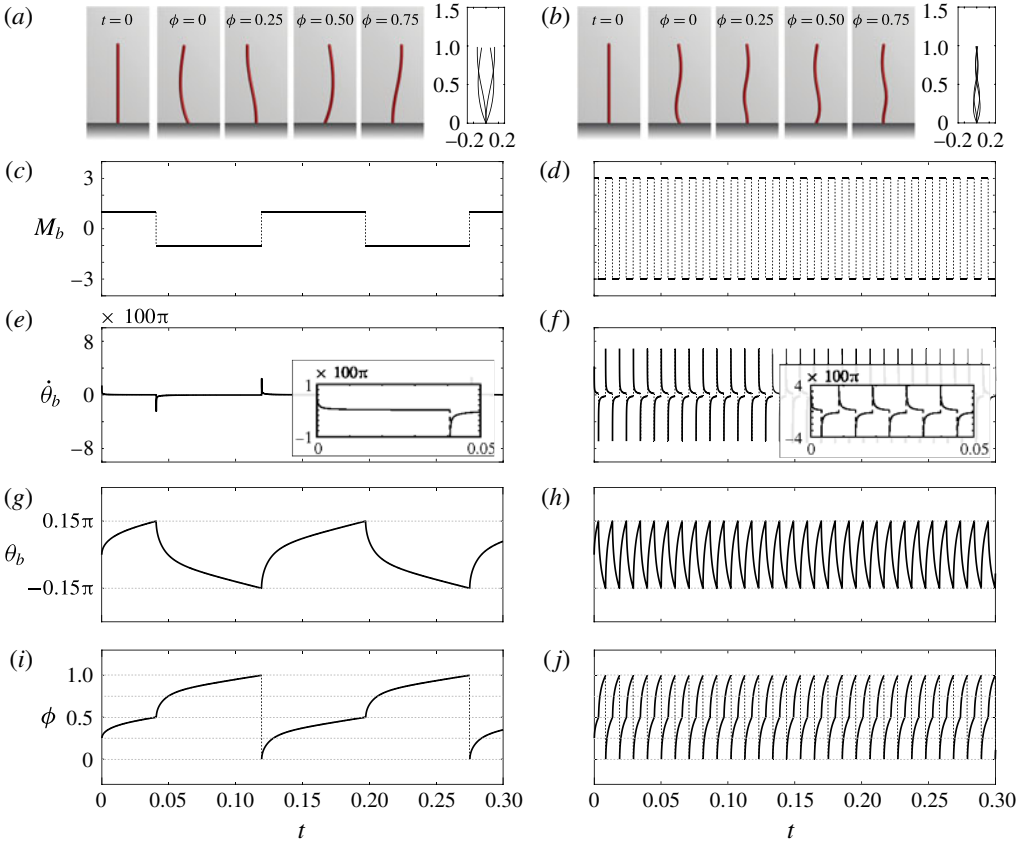 (a) t = 0 ϕ = 0 ϕ = 0.25 ϕ = 0.50 ϕ = 0.75
1.5
1.0
0.5
0
−0.2 0.2
(b) t = 0 ϕ = 0 ϕ = 0.25 ϕ = 0.50 ϕ = 0.75
1.5
1.0
0.5
0
−0.2 0.2
(c)
3
M_b 0
−3
(d)
(e) × 100π
8
θ̇_b 0
−8
× 100π
1
−1
0 0.05
(f)
× 100π
4
−4
0 0.05
(g)
0.15π
θ_b
−0.15π
(h)
(i)
1.0
ϕ 0.5
0
0 0.05 0.10 0.15 0.20 0.25 0.30
t
(j)
0 0.05 0.10 0.15 0.20 0.25 0.30
t